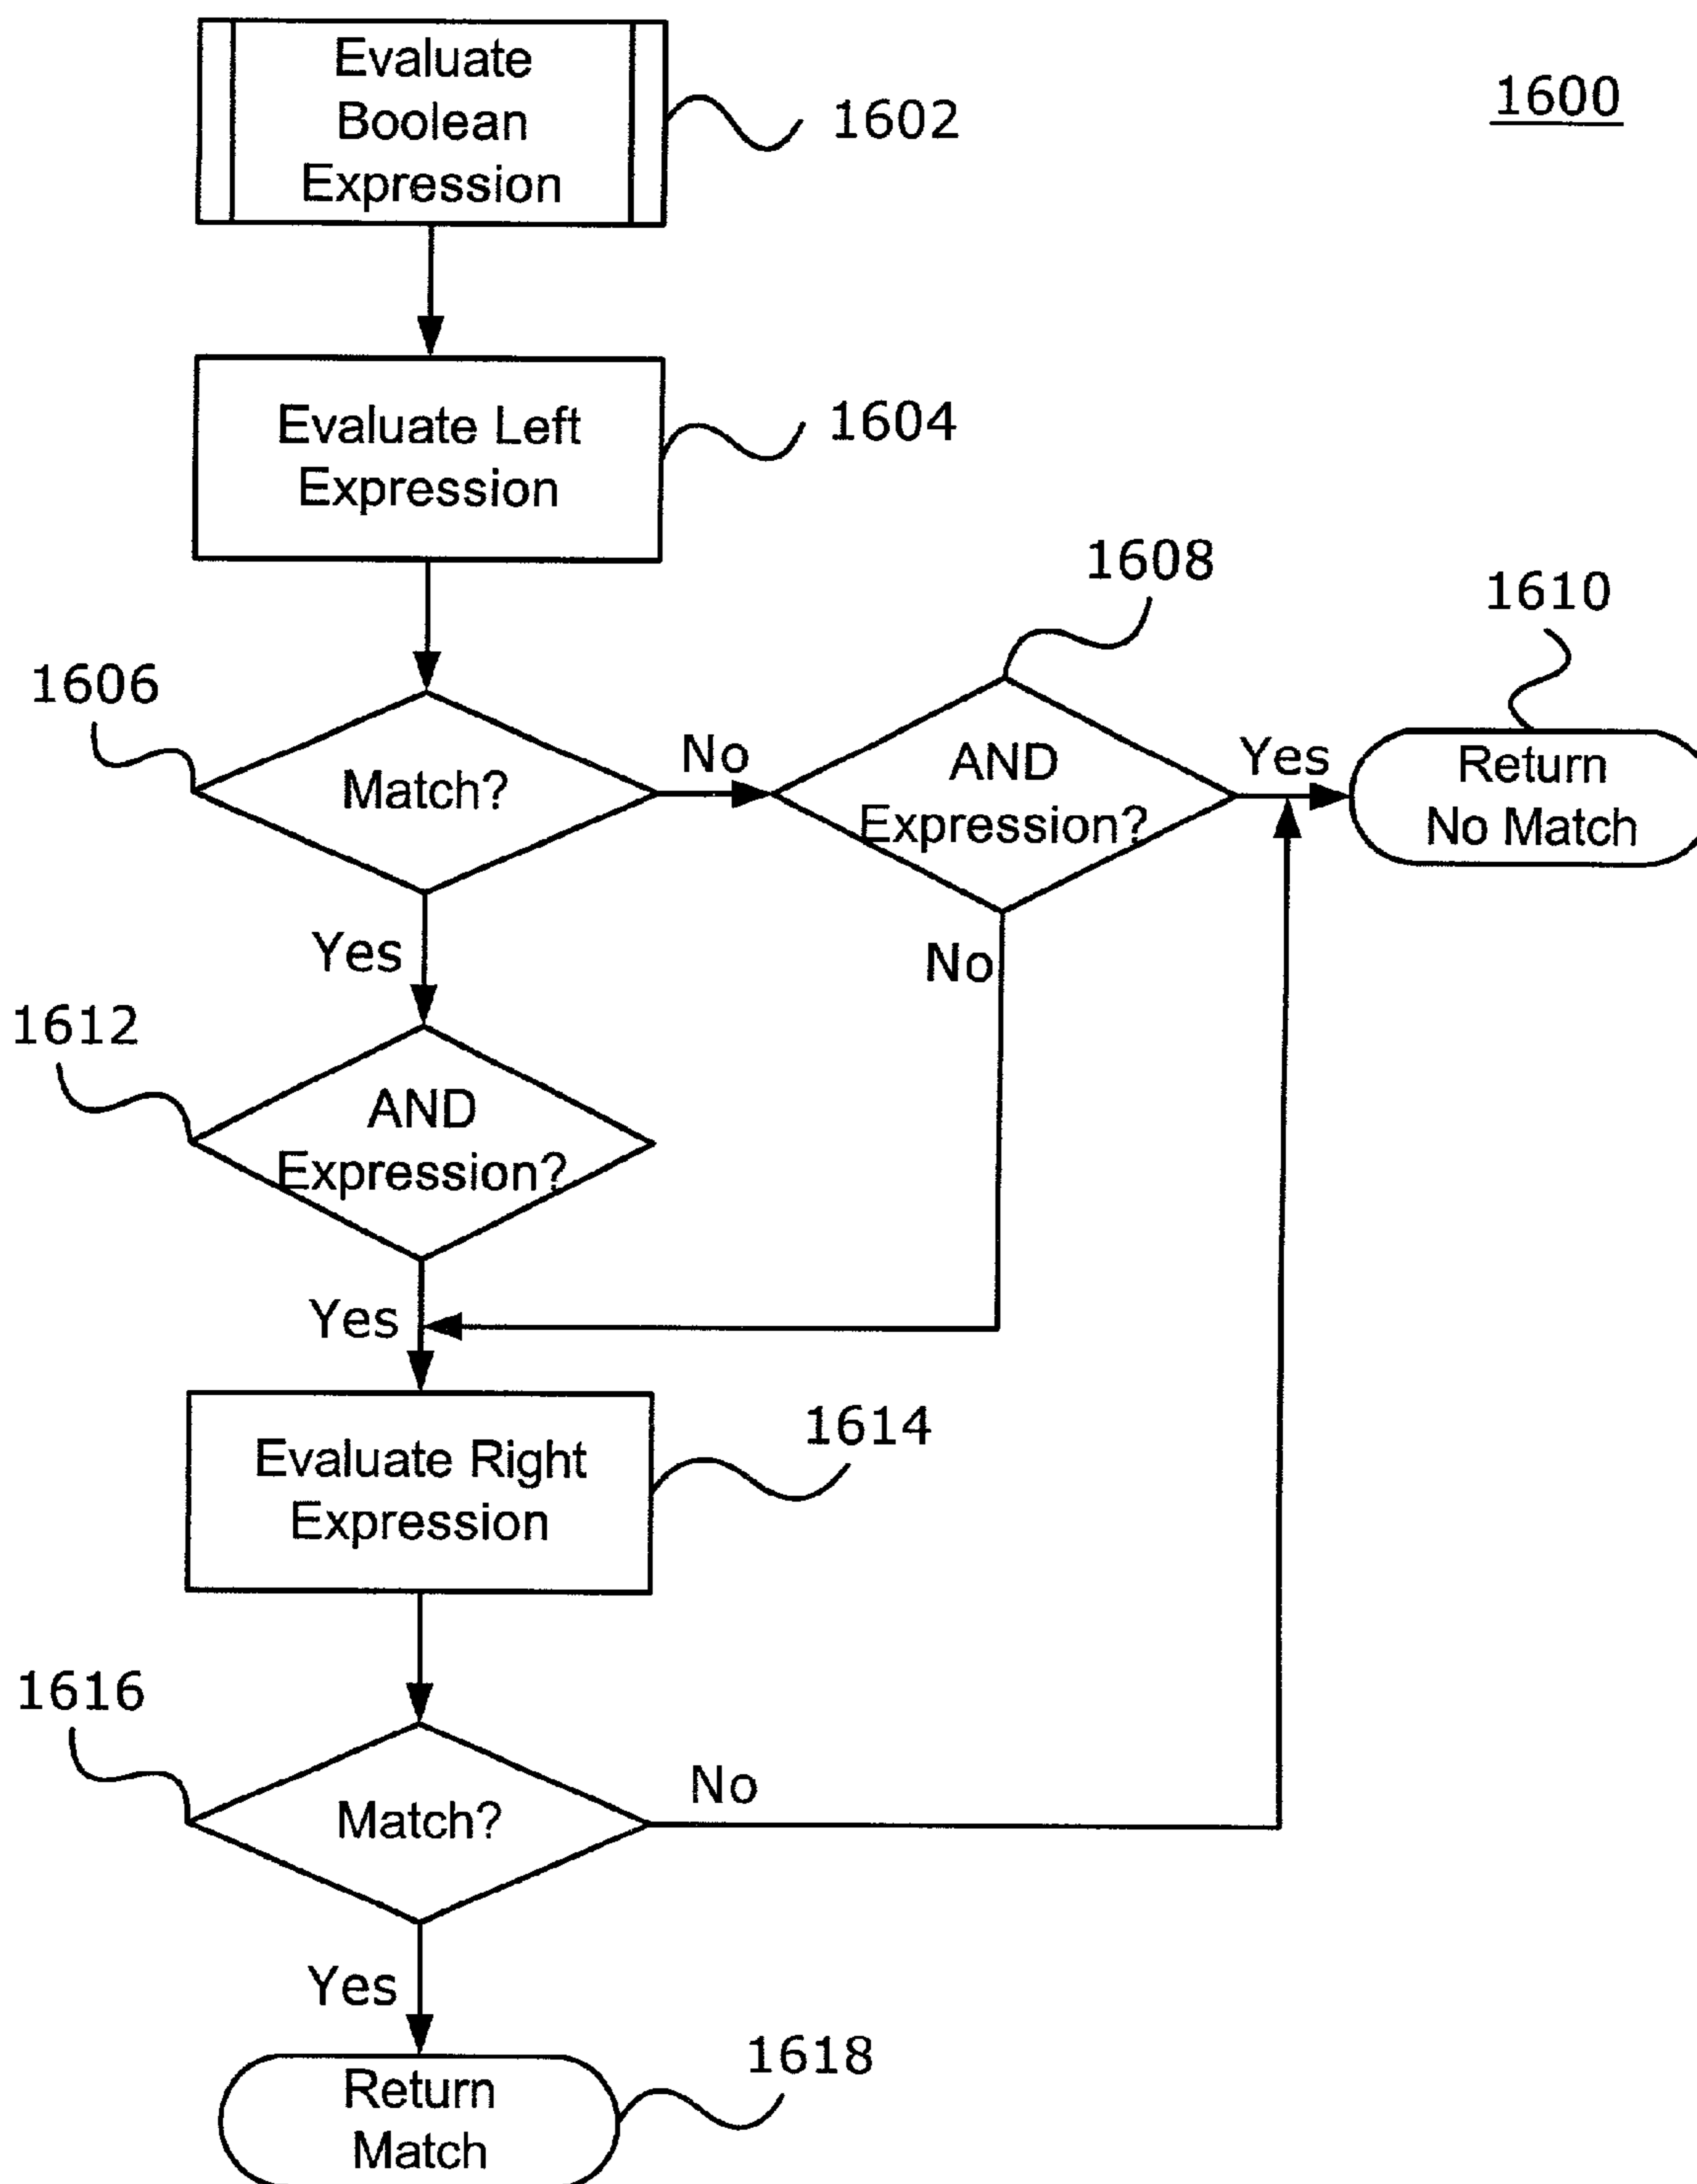 Evaluate
Boolean
Expression
1602
1600
Evaluate Left
Expression
1604
1606
Match?
No
1608
AND
Expression?
Yes
1610
Return
No Match
Yes
No
1612
AND
Expression?
Yes
Evaluate Right
Expression
1614
1616
Match?
No
Yes
Return
Match
1618